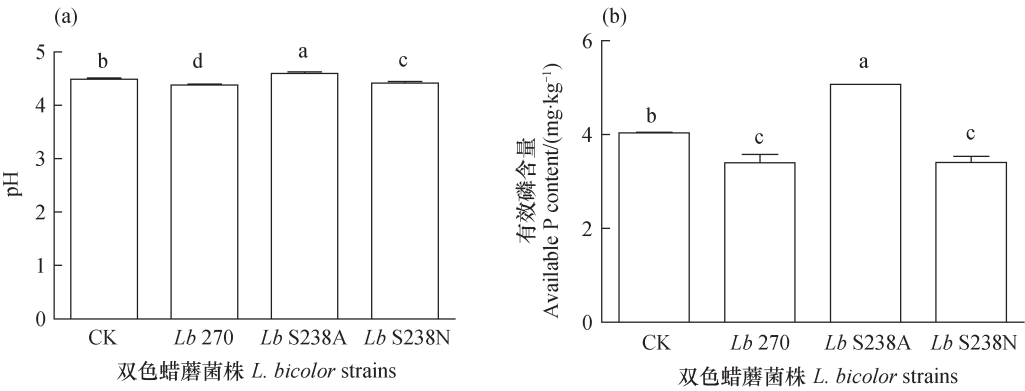 (a)
pH
5
4
3
2
1
0
b
d
a
c
CK
Lb 270
Lb S238A
Lb S238N
双色蜡蘑菌株 L. bicolor strains
(b)
有效磷含量
Available P content/(mg·kg⁻¹)
6
4
2
0
b
c
a
c
CK
Lb 270
Lb S238A
Lb S238N
双色蜡蘑菌株 L. bicolor strains